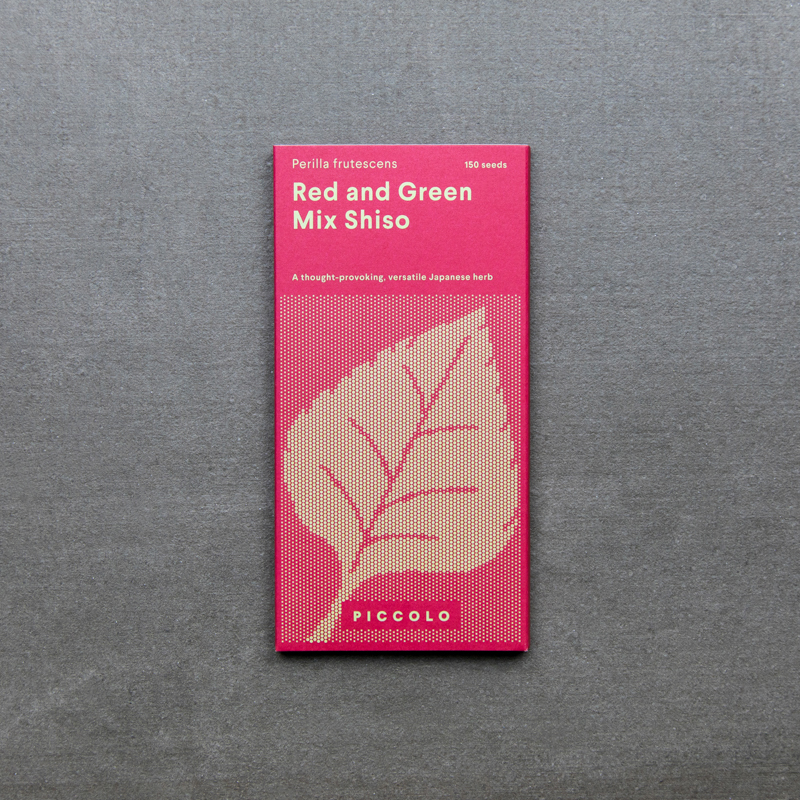 Perilla frutescens 150 seeds
Red and Green
Mix Shiso
A thought-provoking, versatile Japanese herb
PICCOLO